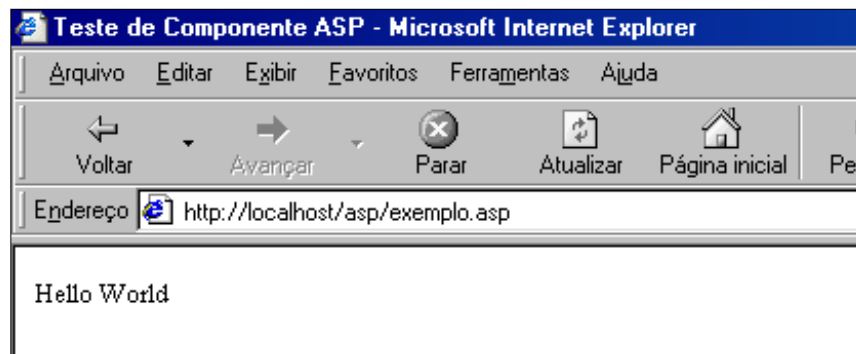 Teste de Componente ASP - Microsoft Internet Explorer
Arquivo Editar Exibir Favoritos Ferramentas Ajuda
Voltar Avançar Parar Atualizar Página inicial Pe
Endereço http://localhost/asp/exemplo.asp
Hello World